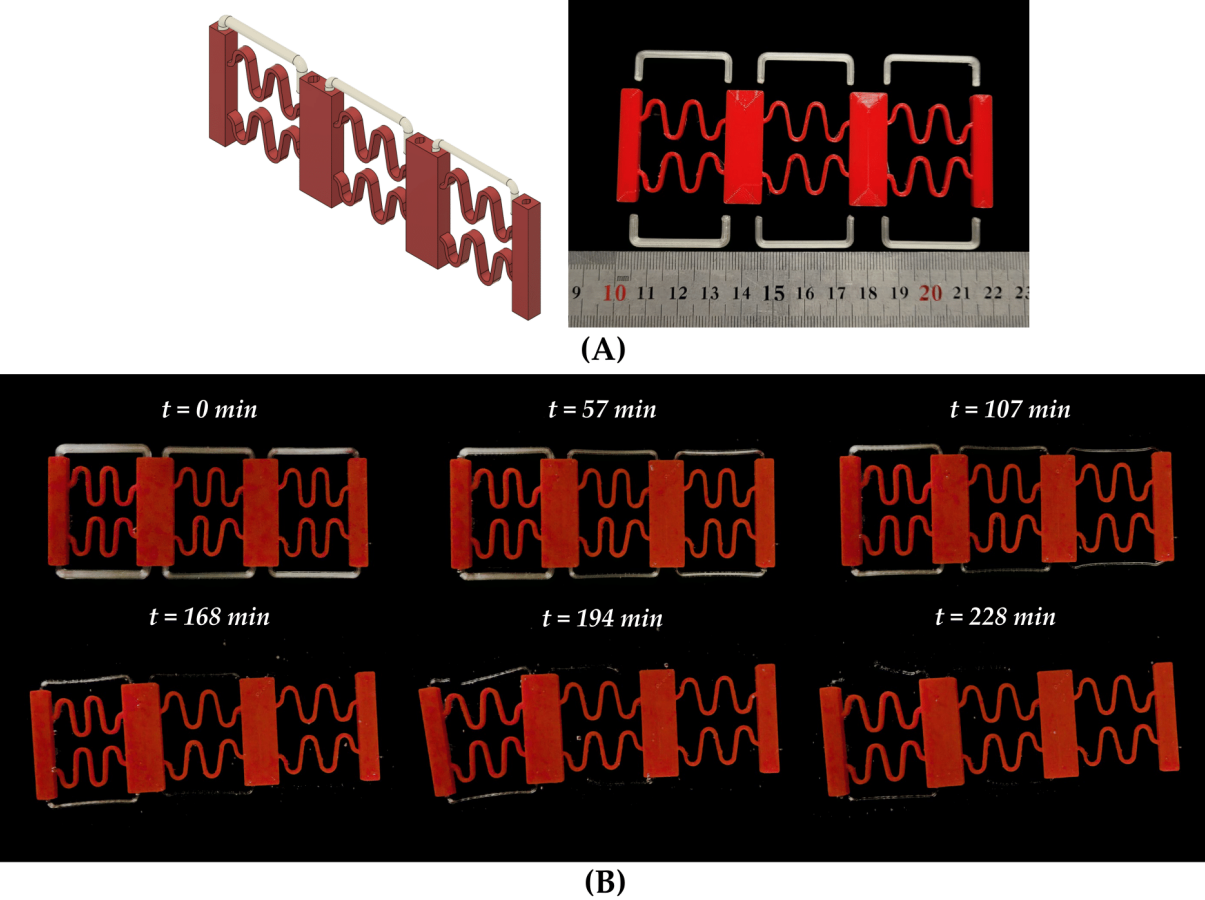 mm
9 10 11 12 13 14 15 16 17 18 19 20 21 22 23
(A)
t = 0 min t = 57 min t = 107 min
t = 168 min t = 194 min t = 228 min
(B)